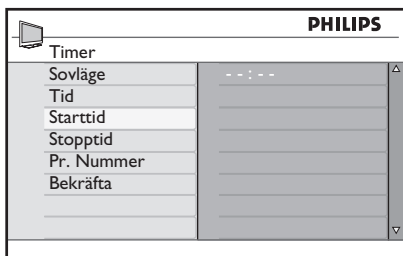 PHILIPS
Timer
Sovläge
--:--
Tid
Starttid
Stopptid
Pr. Nummer
Bekräfta